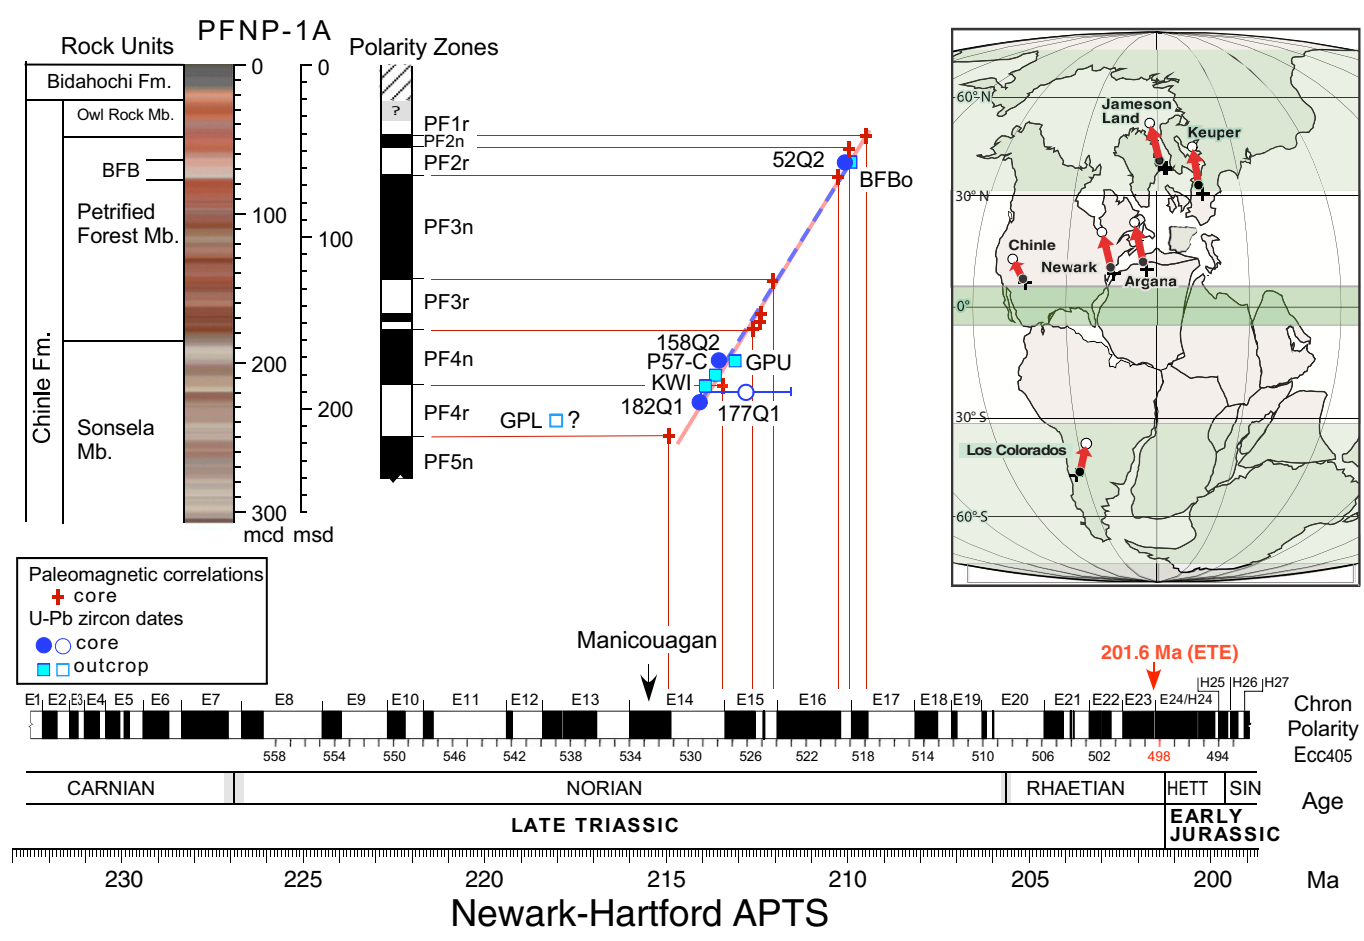 PFNP-1A
Rock Units
Polarity Zones
Bidahochi Fm.
Owl Rock Mb.
BFB
Petrified
Forest Mb.
Chinle Fm.
Sonsela
Mb.
0
100
200
300
mcd
0
100
200
msd
?
PF1r
PF2n
PF2r
PF3n
PF3r
PF4n
PF4r
PF5n
52Q2
BFBo
158Q2
P57-C
GPU
KWI
182Q1
177Q1
GPL ?
60° N
30° N
0°
30° S
60° S
Jameson
Land
Keuper
Chinle
Newark
Argana
Los Colorados
Paleomagnetic correlations
core
U-Pb zircon dates
core
outcrop
Manicouagan
201.6 Ma (ETE)
E1 E2 E3 E4 E5 E6 E7 E8 E9 E10 E11 E12 E13 E14 E15 E16 E17 E18 E19 E20 E21 E22 E23 E24/H24 H25 H26 H27
Chron
Polarity
558 554 550 546 542 538 534 530 526 522 518 514 510 506 502 498 494
Ecc405
CARNIAN NORIAN RHAETIAN HETT SIN
Age
LATE TRIASSIC
EARLY
JURASSIC
230 225 220 215 210 205 200 Ma
Newark-Hartford APTS